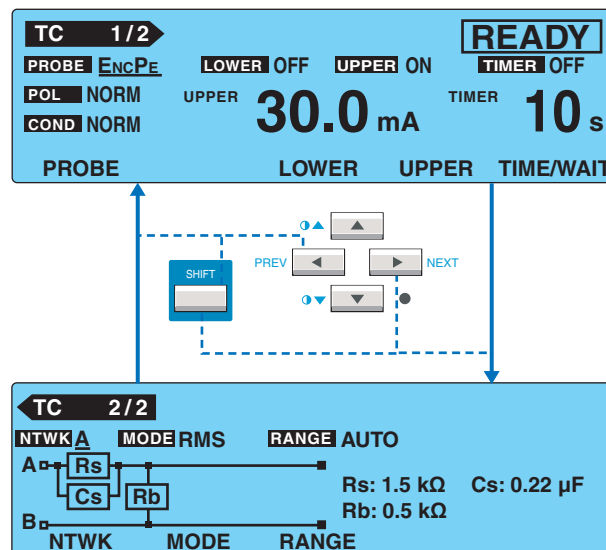 TC 1/2 READY
PROBE ENCPE LOWER OFF UPPER ON TIMER OFF
POL NORM UPPER 30.0 mA TIMER 10 s
COND NORM
PROBE LOWER UPPER TIME/WAIT
SHIFT
PREV NEXT
TC 2/2
NTWK A MODE RMS RANGE AUTO
A Rs
Cs Rb
Rs: 1.5 kΩ Cs: 0.22 µF
Rb: 0.5 kΩ
B
NTWK MODE RANGE